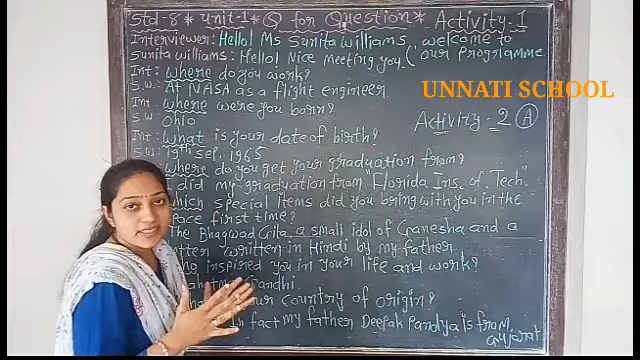 Std-8 * Unit-1 * Q for Question * Activity-1
Interviewer: Hello! Ms Sunita Williams, welcome to
our Programme
Sunita Williams: Hello! Nice meeting you.
Int: Where do you work?
S.W: At NASA as a flight engineer
UNNATI SCHOOL
Int: Where were you born?
S.W Ohio
Activity-2 A
Int: What is your date of birth?
S.W: 19th Sep. 1965
Where do you get your graduation from?
I did my graduation from "Florida Ins. of. Tech."
Which special items did you bring with you in the
space first time?
The Bhagwad Gita a small idol of Ganesha and a
letter written in Hindi by my father
Who inspired you in your life and work?
Gandhi.
your country of origin?
In fact my father Deepak Pandya is from
Gujarat.